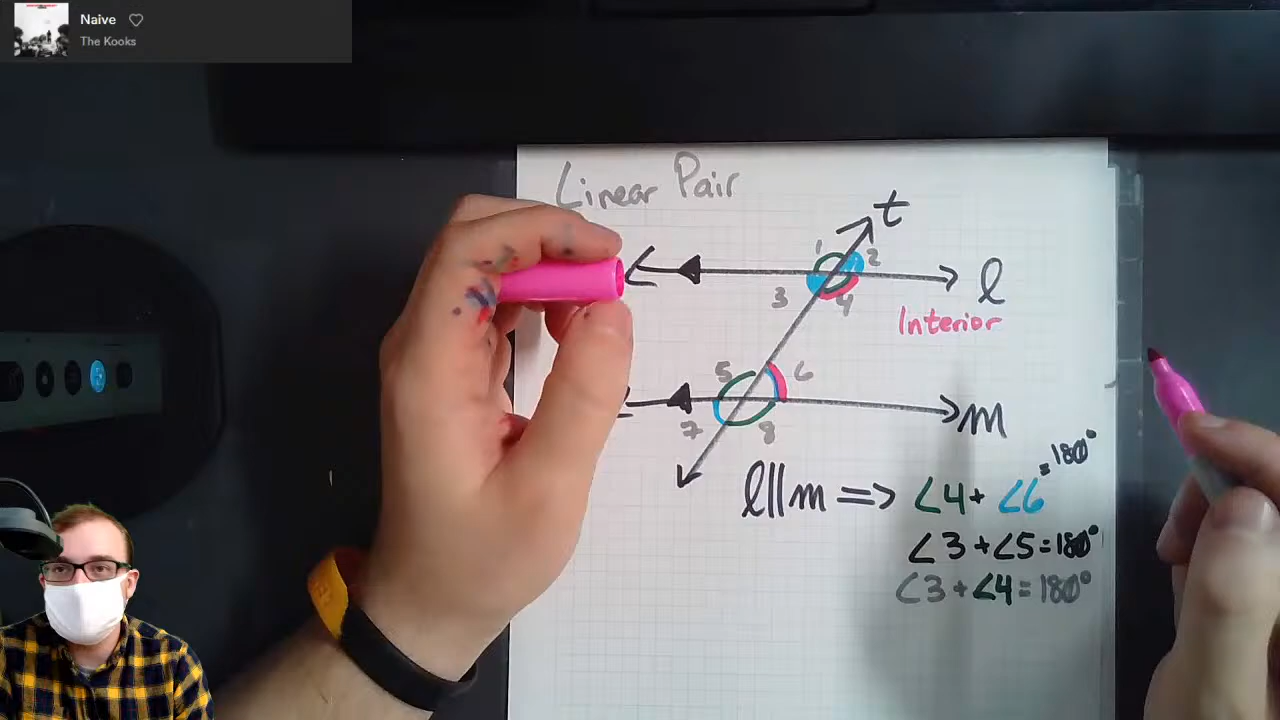 Naive
The Kooks
Linear Pair
t
1 2
3 4
l
Interior
5 6
7 8
m
l||m => ∠4 + ∠6 = 180°
∠3 + ∠5 = 180°
∠3 + ∠4 = 180°